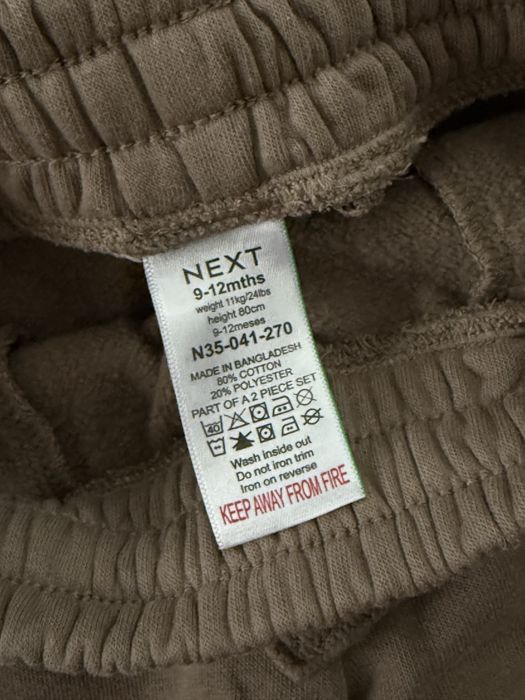 NEXT
9-12mths
weight 11kg/24lbs
height 80cm
9-12meses
N35-041-270
MADE IN BANGLADESH
80% COTTON
20% POLYESTER
PART OF A 2 PIECE SET
40
Wash inside out
Do not iron trim
Iron on reverse
KEEP AWAY FROM FIRE